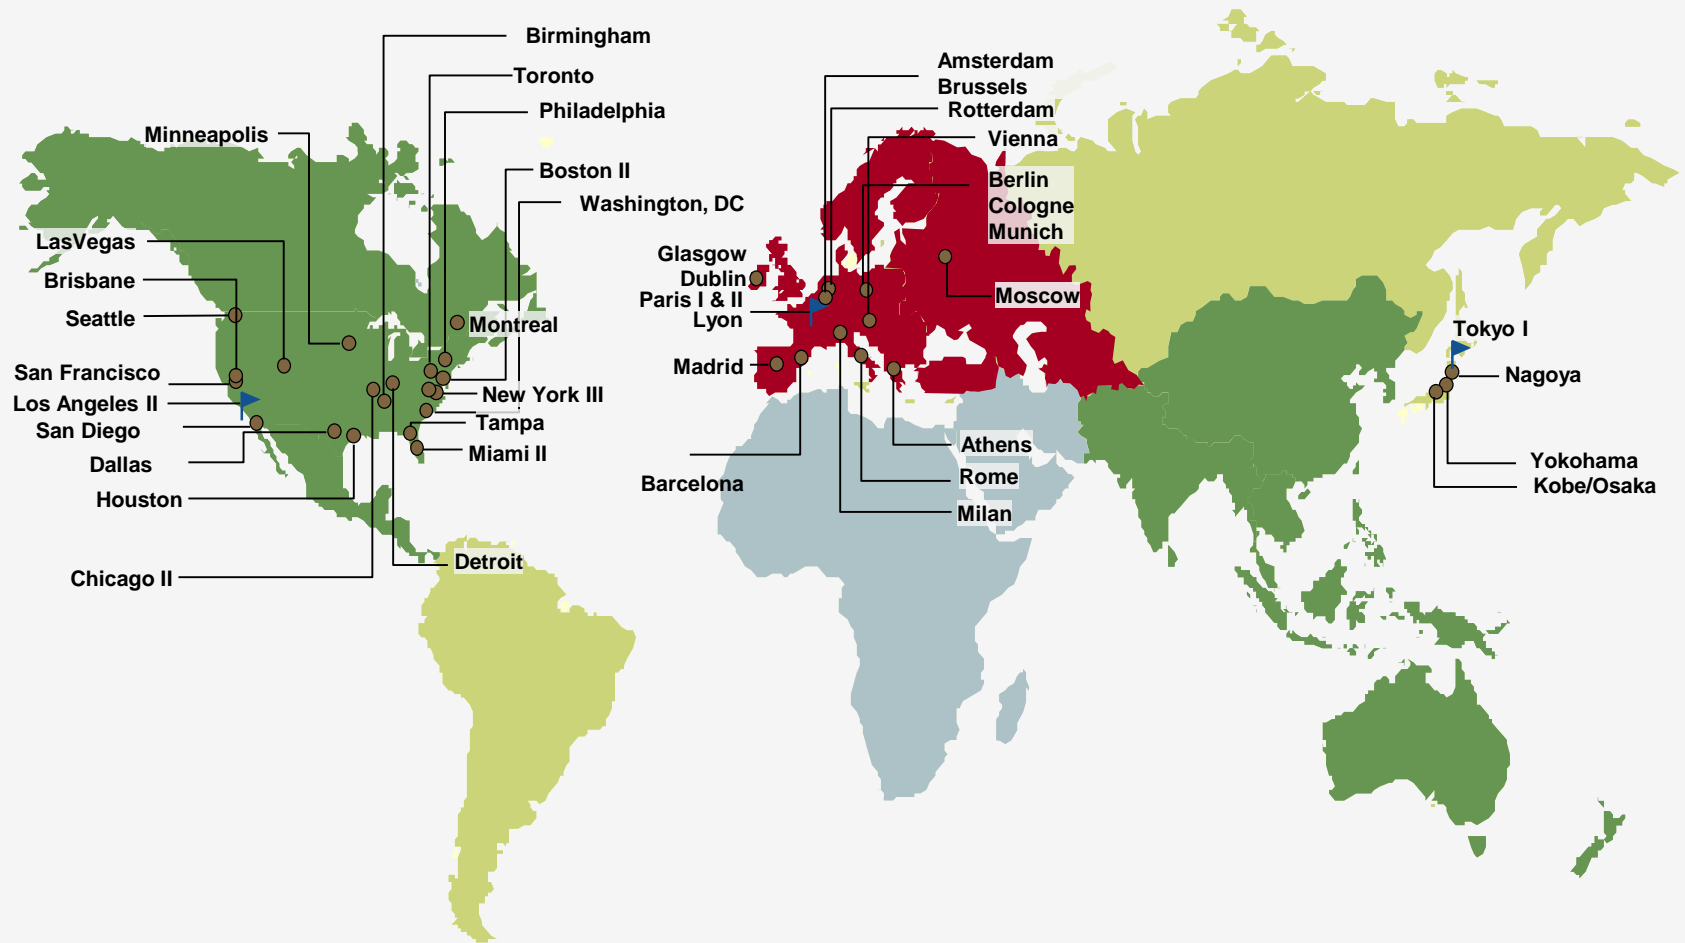 Birmingham
Toronto
Philadelphia
Minneapolis
Boston II
Washington, DC
LasVegas
Brisbane
Seattle
Montreal
San Francisco
Los Angeles II
San Diego
Dallas
Houston
Chicago II
New York III
Tampa
Miami II
Detroit
Amsterdam
Brussels
Rotterdam
Vienna
Berlin
Cologne
Munich
Glasgow
Dublin
Paris I & II
Lyon
Moscow
Madrid
Barcelona
Athens
Rome
Milan
Tokyo I
Nagoya
Yokohama
Kobe/Osaka